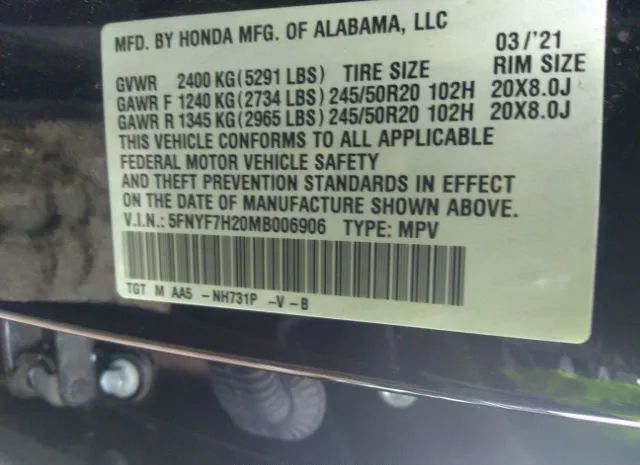 MFD. BY HONDA MFG. OF ALABAMA, LLC 03/'21
GVWR 2400 KG(5291 LBS) TIRE SIZE RIM SIZE
GAWR F 1240 KG(2734 LBS) 245/50R20 102H 20X8.0J
GAWR R 1345 KG(2965 LBS) 245/50R20 102H 20X8.0J
THIS VEHICLE CONFORMS TO ALL APPLICABLE
FEDERAL MOTOR VEHICLE SAFETY
AND THEFT PREVENTION STANDARDS IN EFFECT
ON THE DATE OF MANUFACTURE SHOWN ABOVE.
V.I.N.: 5FNYF7H20MB006906 TYPE: MPV
TGT M AA5 -NH731P -V-B